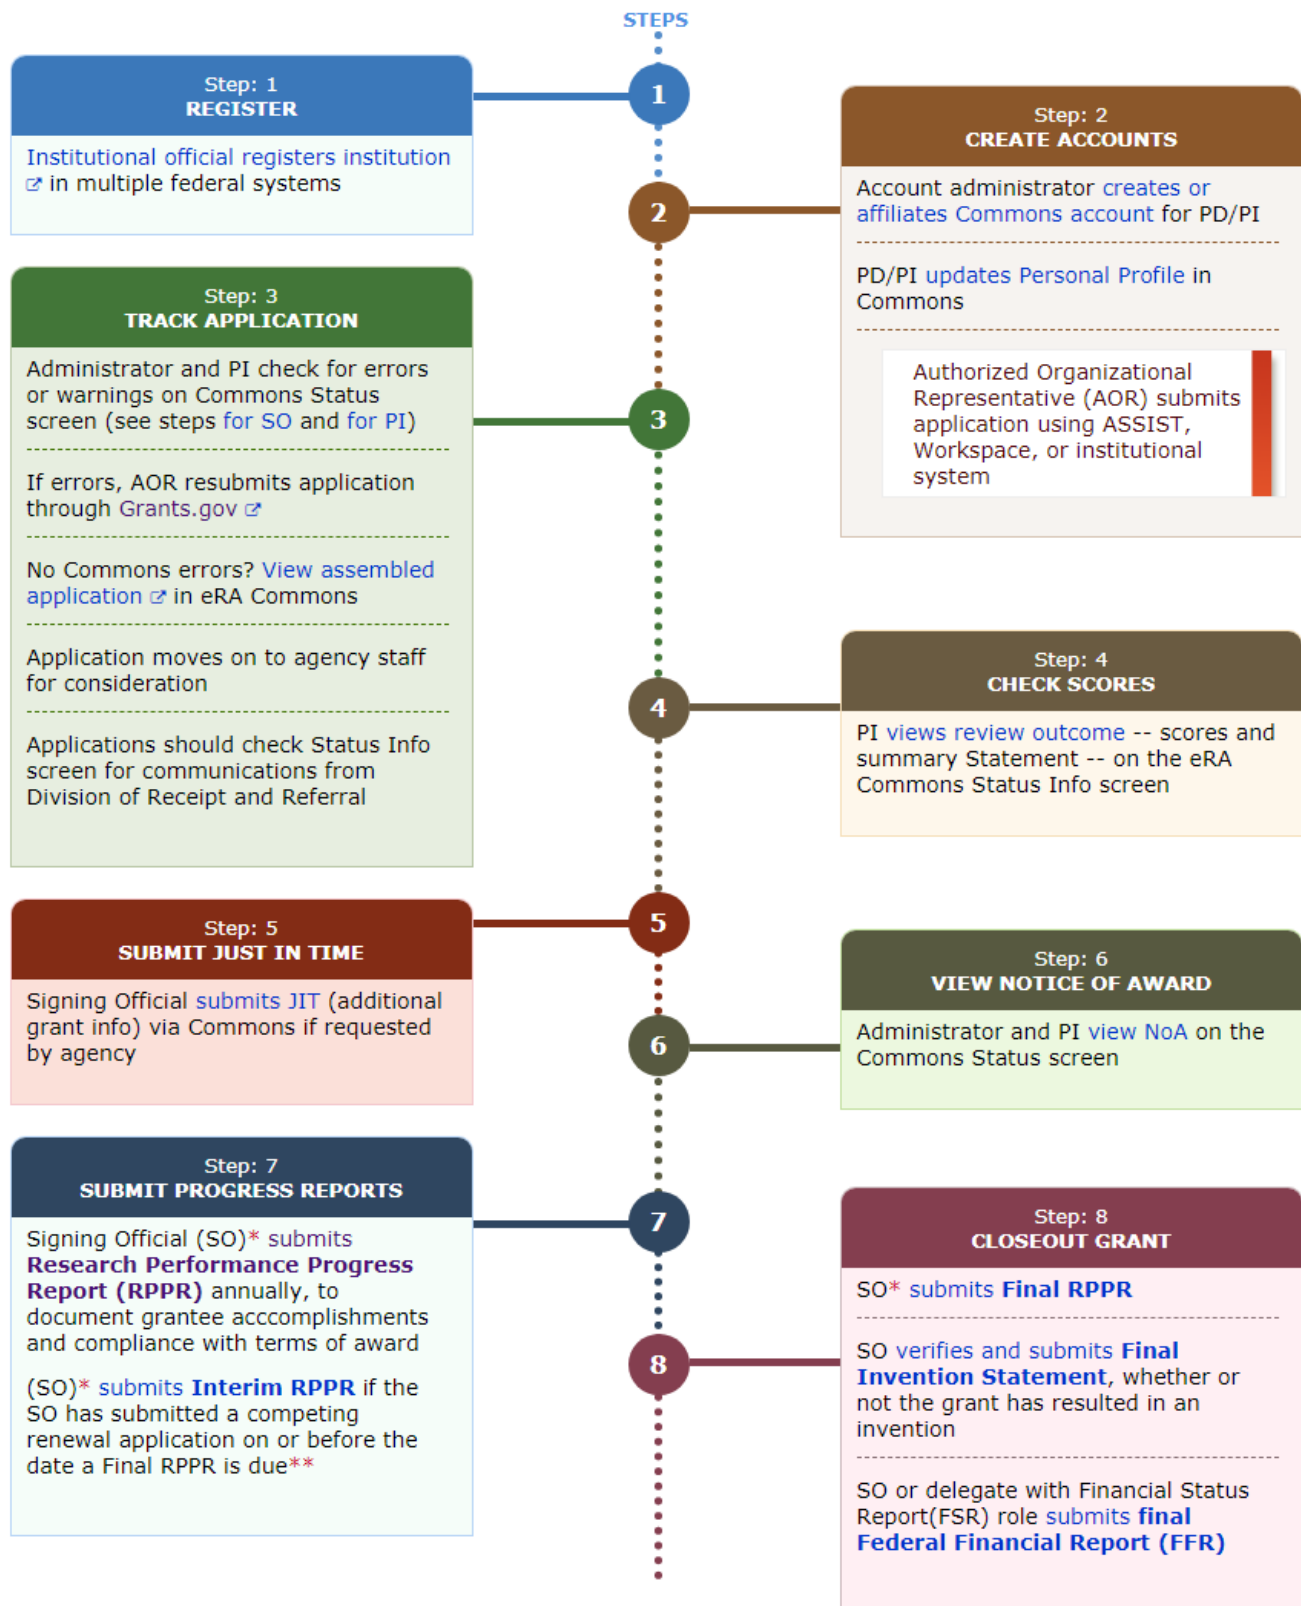 STEPS
1
Step: 1
REGISTER
Institutional official registers institution
in multiple federal systems
2
Step: 2
CREATE ACCOUNTS
Account administrator creates or
affiliates Commons account for PD/PI
PD/PI updates Personal Profile in
Commons
Authorized Organizational
Representative (AOR) submits
application using ASSIST,
Workspace, or institutional
system
3
Step: 3
TRACK APPLICATION
Administrator and PI check for errors
or warnings on Commons Status
screen (see steps for SO and for PI)
If errors, AOR resubmits application
through Grants.gov
No Commons errors? View assembled
application in eRA Commons
Application moves on to agency staff
for consideration
Applications should check Status Info
screen for communications from
Division of Receipt and Referral
4
Step: 4
CHECK SCORES
PI views review outcome -- scores and
summary Statement -- on the eRA
Commons Status Info screen
5
Step: 5
SUBMIT JUST IN TIME
Signing Official submits JIT (additional
grant info) via Commons if requested
by agency
6
Step: 6
VIEW NOTICE OF AWARD
Administrator and PI view NoA on the
Commons Status screen
7
Step: 7
SUBMIT PROGRESS REPORTS
Signing Official (SO)* submits
Research Performance Progress
Report (RPPR) annually, to
document grantee acccomplishments
and compliance with terms of award
(SO)* submits Interim RPPR if the
SO has submitted a competing
renewal application on or before the
date a Final RPPR is due**
8
Step: 8
CLOSEOUT GRANT
SO* submits Final RPPR
SO verifies and submits Final
Invention Statement, whether or
not the grant has resulted in an
invention
SO or delegate with Financial Status
Report(FSR) role submits final
Federal Financial Report (FFR)